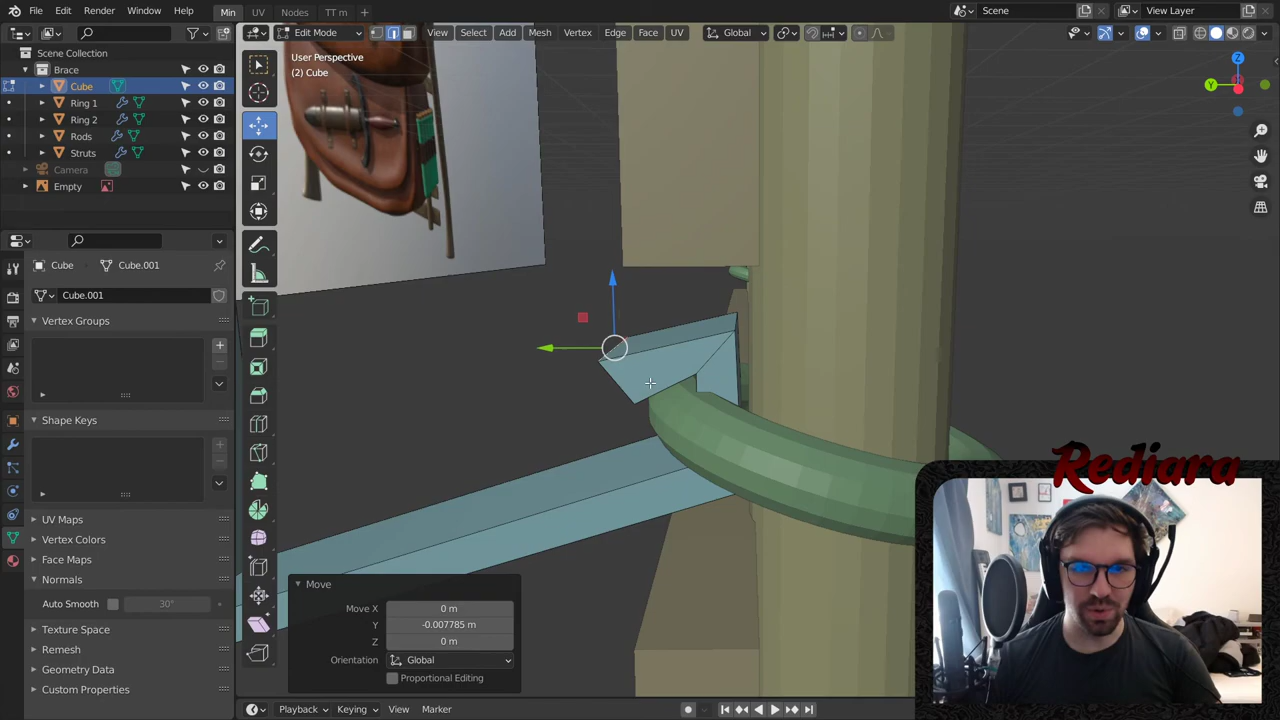 File Edit Render Window Help Min UV Nodes TT m + Scene View Layer
Edit Mode View Select Add Mesh Vertex Edge Face UV Global
Scene Collection
Brace
Cube
Ring 1
Ring 2
Rods
Struts
Camera
Empty
User Perspective
(2) Cube
Z
Y
Cube Cube.001
Cube.001
Vertex Groups
Shape Keys
UV Maps
Vertex Colors
Face Maps
Normals
Auto Smooth 30°
Texture Space
Remesh
Geometry Data
Custom Properties
Move
Move X 0 m
Y -0.007785 m
Z 0 m
Orientation Global
Proportional Editing
Rediara
Playback Keying View Marker